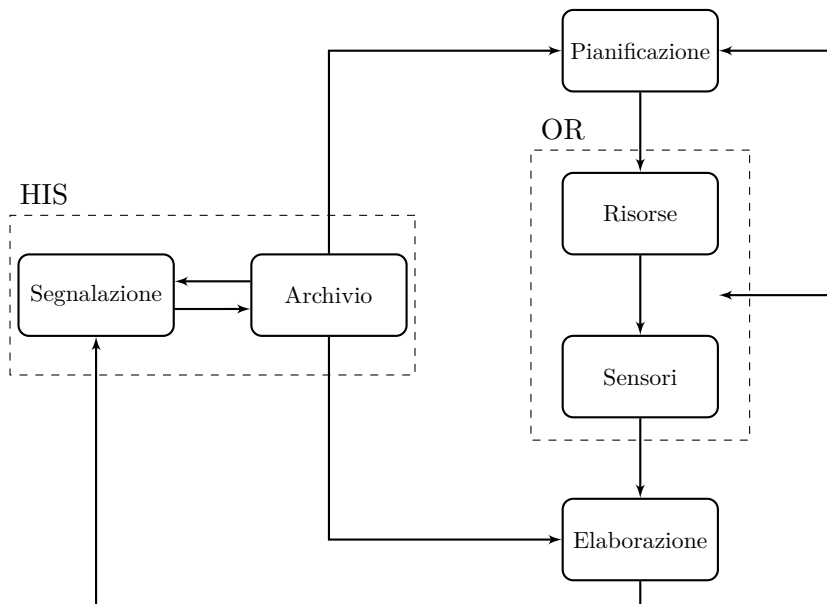 Pianificazione
OR
HIS
Risorse
Segnalazione
Archivio
Sensori
Elaborazione